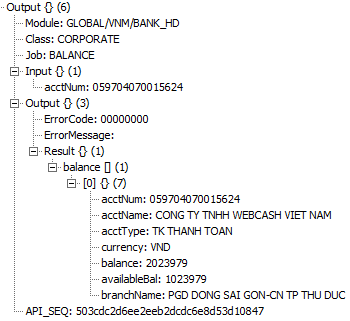 Output {} (6)
Module: GLOBAL/VNM/BANK_HD
Class: CORPORATE
Job: BALANCE
Input {} (1)
acctNum: 059704070015624
Output {} (3)
ErrorCode: 00000000
ErrorMessage:
Result {} (1)
balance [] (1)
[0] {} (7)
acctNum: 059704070015624
acctName: CONG TY TNHH WEBCASH VIET NAM
acctType: TK THANH TOAN
currency: VND
balance: 2023979
availableBal: 1023979
branchName: PGD DONG SAI GON-CN TP THU DUC
API_SEQ: 503cdc2d6ee2eeb2dcdc6e8d53d10847